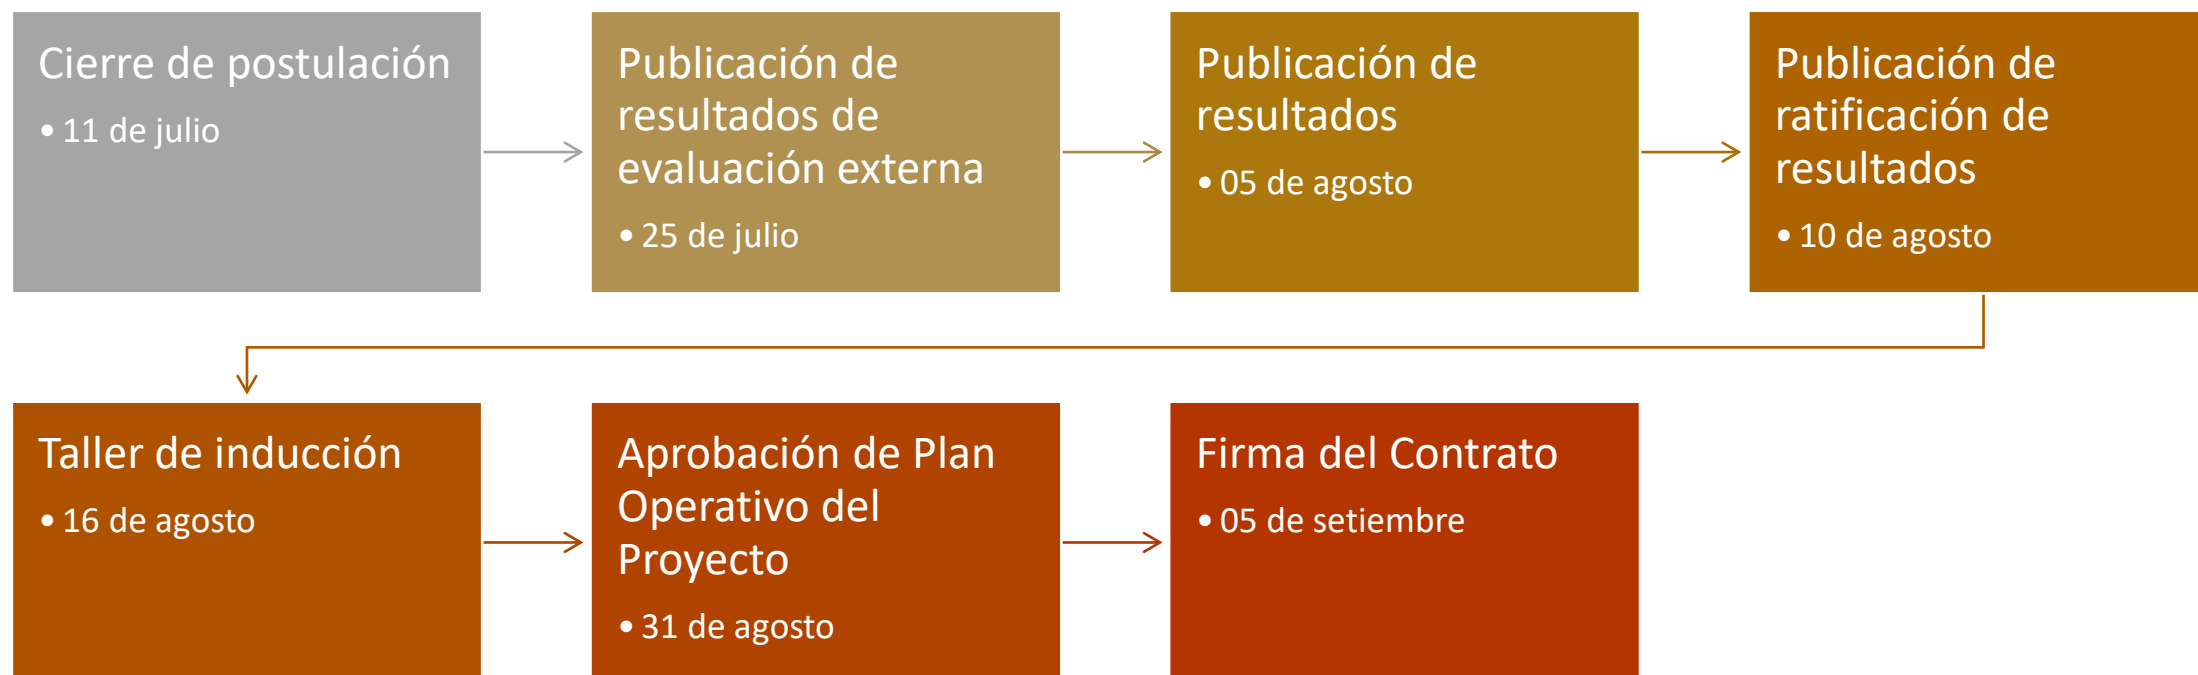 Cierre de postulación
• 11 de julio
Publicación de
resultados de
evaluación externa
• 25 de julio
Publicación de
resultados
• 05 de agosto
Publicación de
ratificación de
resultados
• 10 de agosto
Taller de inducción
• 16 de agosto
Aprobación de Plan
Operativo del
Proyecto
• 31 de agosto
Firma del Contrato
• 05 de setiembre